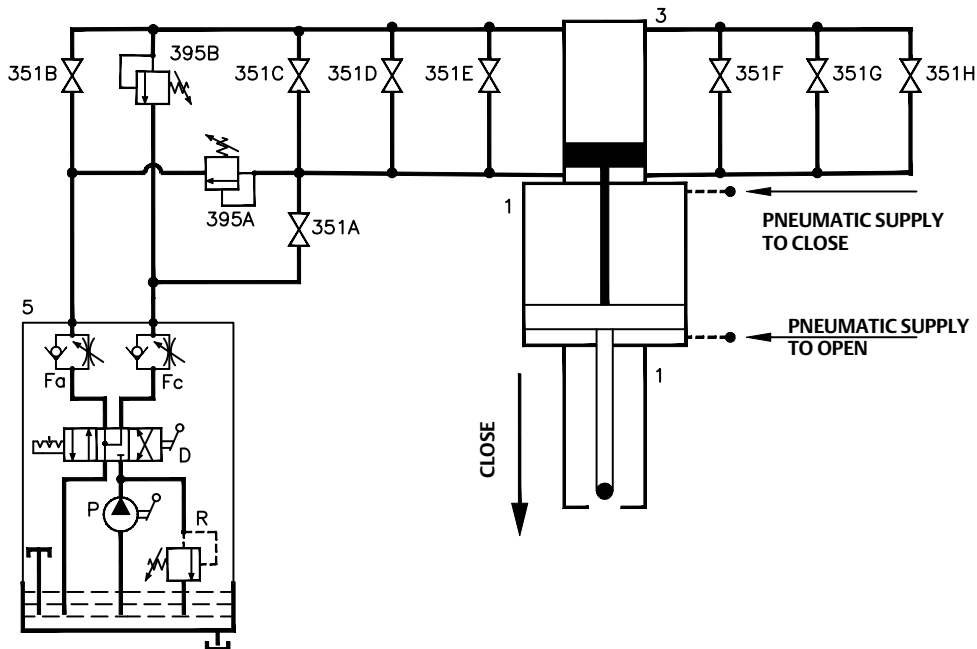 3
395B
351B
351C
351D
351E
351F
351G
351H
395A
351A
1
PNEUMATIC SUPPLY
TO CLOSE
5
PNEUMATIC SUPPLY
TO OPEN
Fa
Fc
1
CLOSE
D
P
R